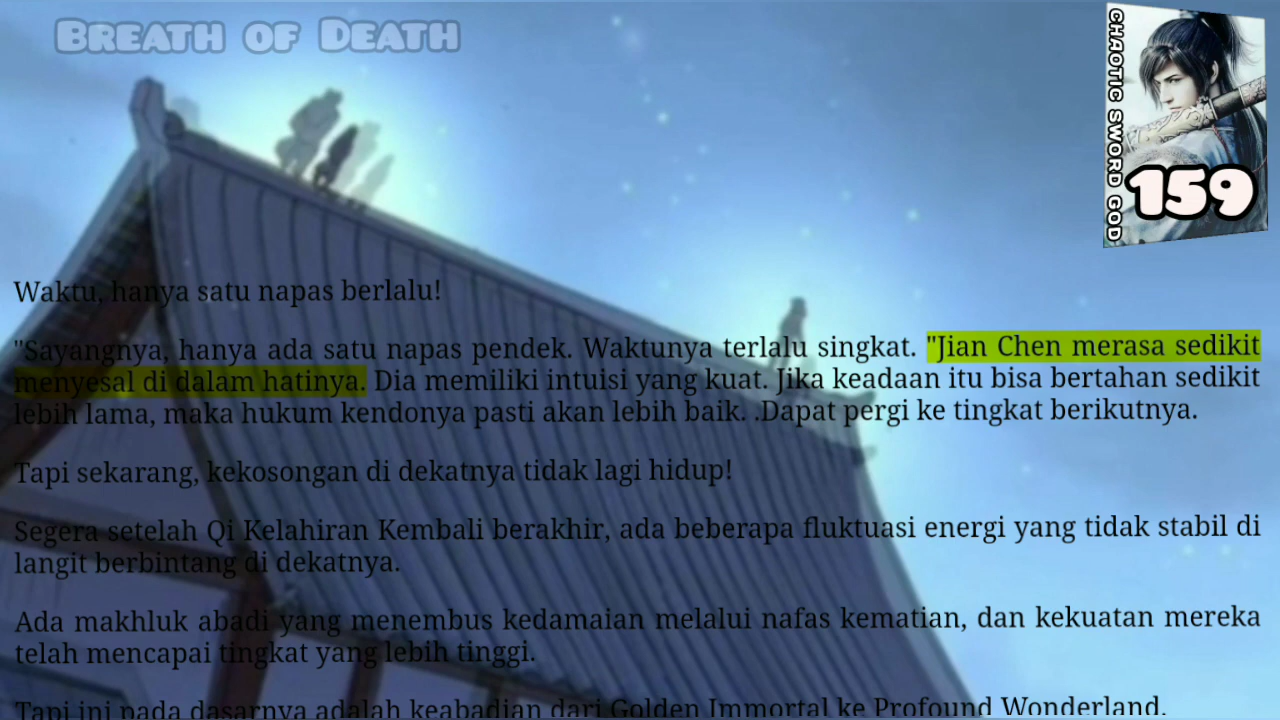 Breath of Death
CHAOTIC SWORD GOD
159
Waktu, hanya satu napas berlalu!
"Sayangnya, hanya ada satu napas pendek. Waktunya terlalu singkat. "Jian Chen merasa sedikit
menyesal di dalam hatinya. Dia memiliki intuisi yang kuat. Jika keadaan itu bisa bertahan sedikit
lebih lama, maka hukum kendonya pasti akan lebih baik. .Dapat pergi ke tingkat berikutnya.
Tapi sekarang, kekosongan di dekatnya tidak lagi hidup!
Segera setelah Qi Kelahiran Kembali berakhir, ada beberapa fluktuasi energi yang tidak stabil di
langit berbintang di dekatnya.
Ada makhluk abadi yang menembus kedamaian melalui nafas kematian, dan kekuatan mereka
telah mencapai tingkat yang lebih tinggi.
Tapi ini pada dasarnya adalah keabadian dari Golden Immortal ke Profound Wonderland.